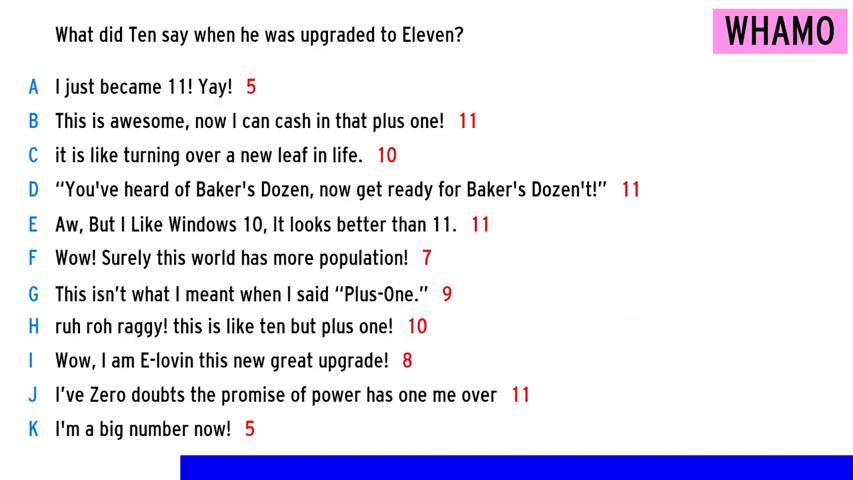 What did Ten say when he was upgraded to Eleven?
WHAMO
A I just became 11! Yay! 5
B This is awesome, now I can cash in that plus one! 11
C it is like turning over a new leaf in life. 10
D “You've heard of Baker's Dozen, now get ready for Baker's Dozen't!” 11
E Aw, But I Like Windows 10, It looks better than 11. 11
F Wow! Surely this world has more population! 7
G This isn’t what I meant when I said “Plus-One.” 9
H ruh roh raggy! this is like ten but plus one! 10
I Wow, I am E-lovin this new great upgrade! 8
J I’ve Zero doubts the promise of power has one me over 11
K I'm a big number now! 5